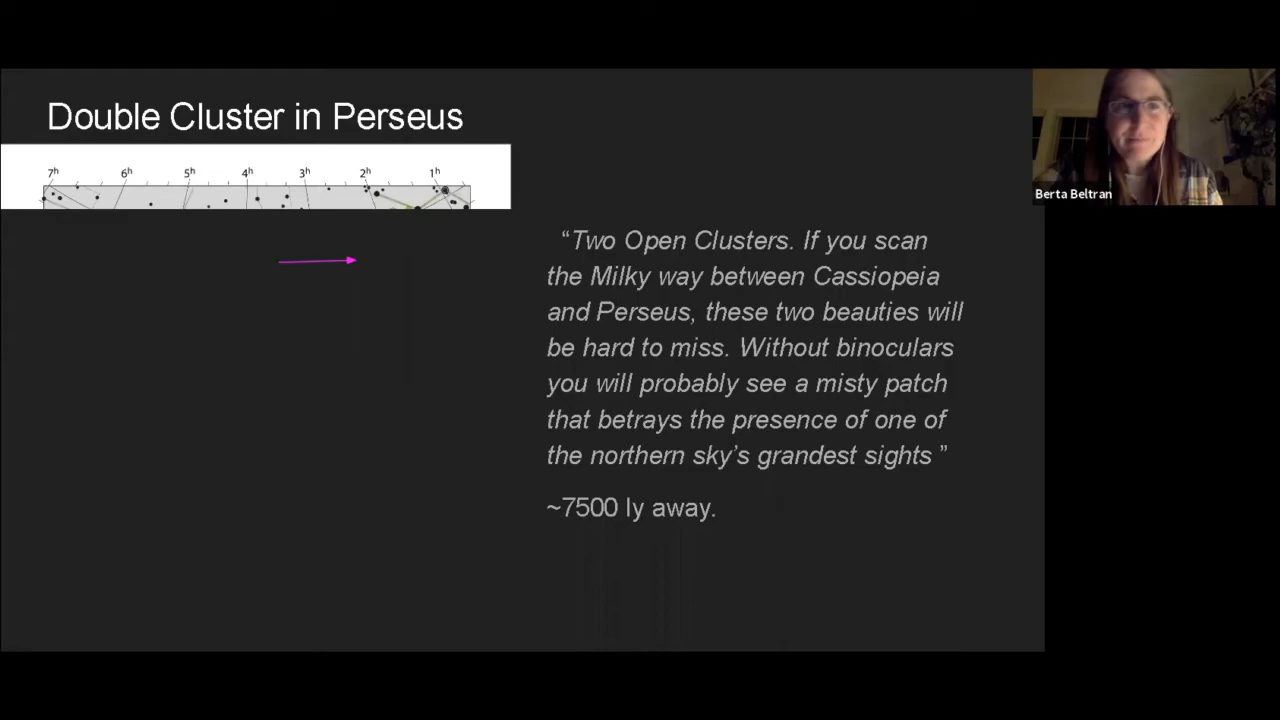 Double Cluster in Perseus
7h 6h 5h 4h 3h 2h 1h
Berta Beltran
“Two Open Clusters. If you scan
the Milky way between Cassiopeia
and Perseus, these two beauties will
be hard to miss. Without binoculars
you will probably see a misty patch
that betrays the presence of one of
the northern sky’s grandest sights ”
~7500 ly away.